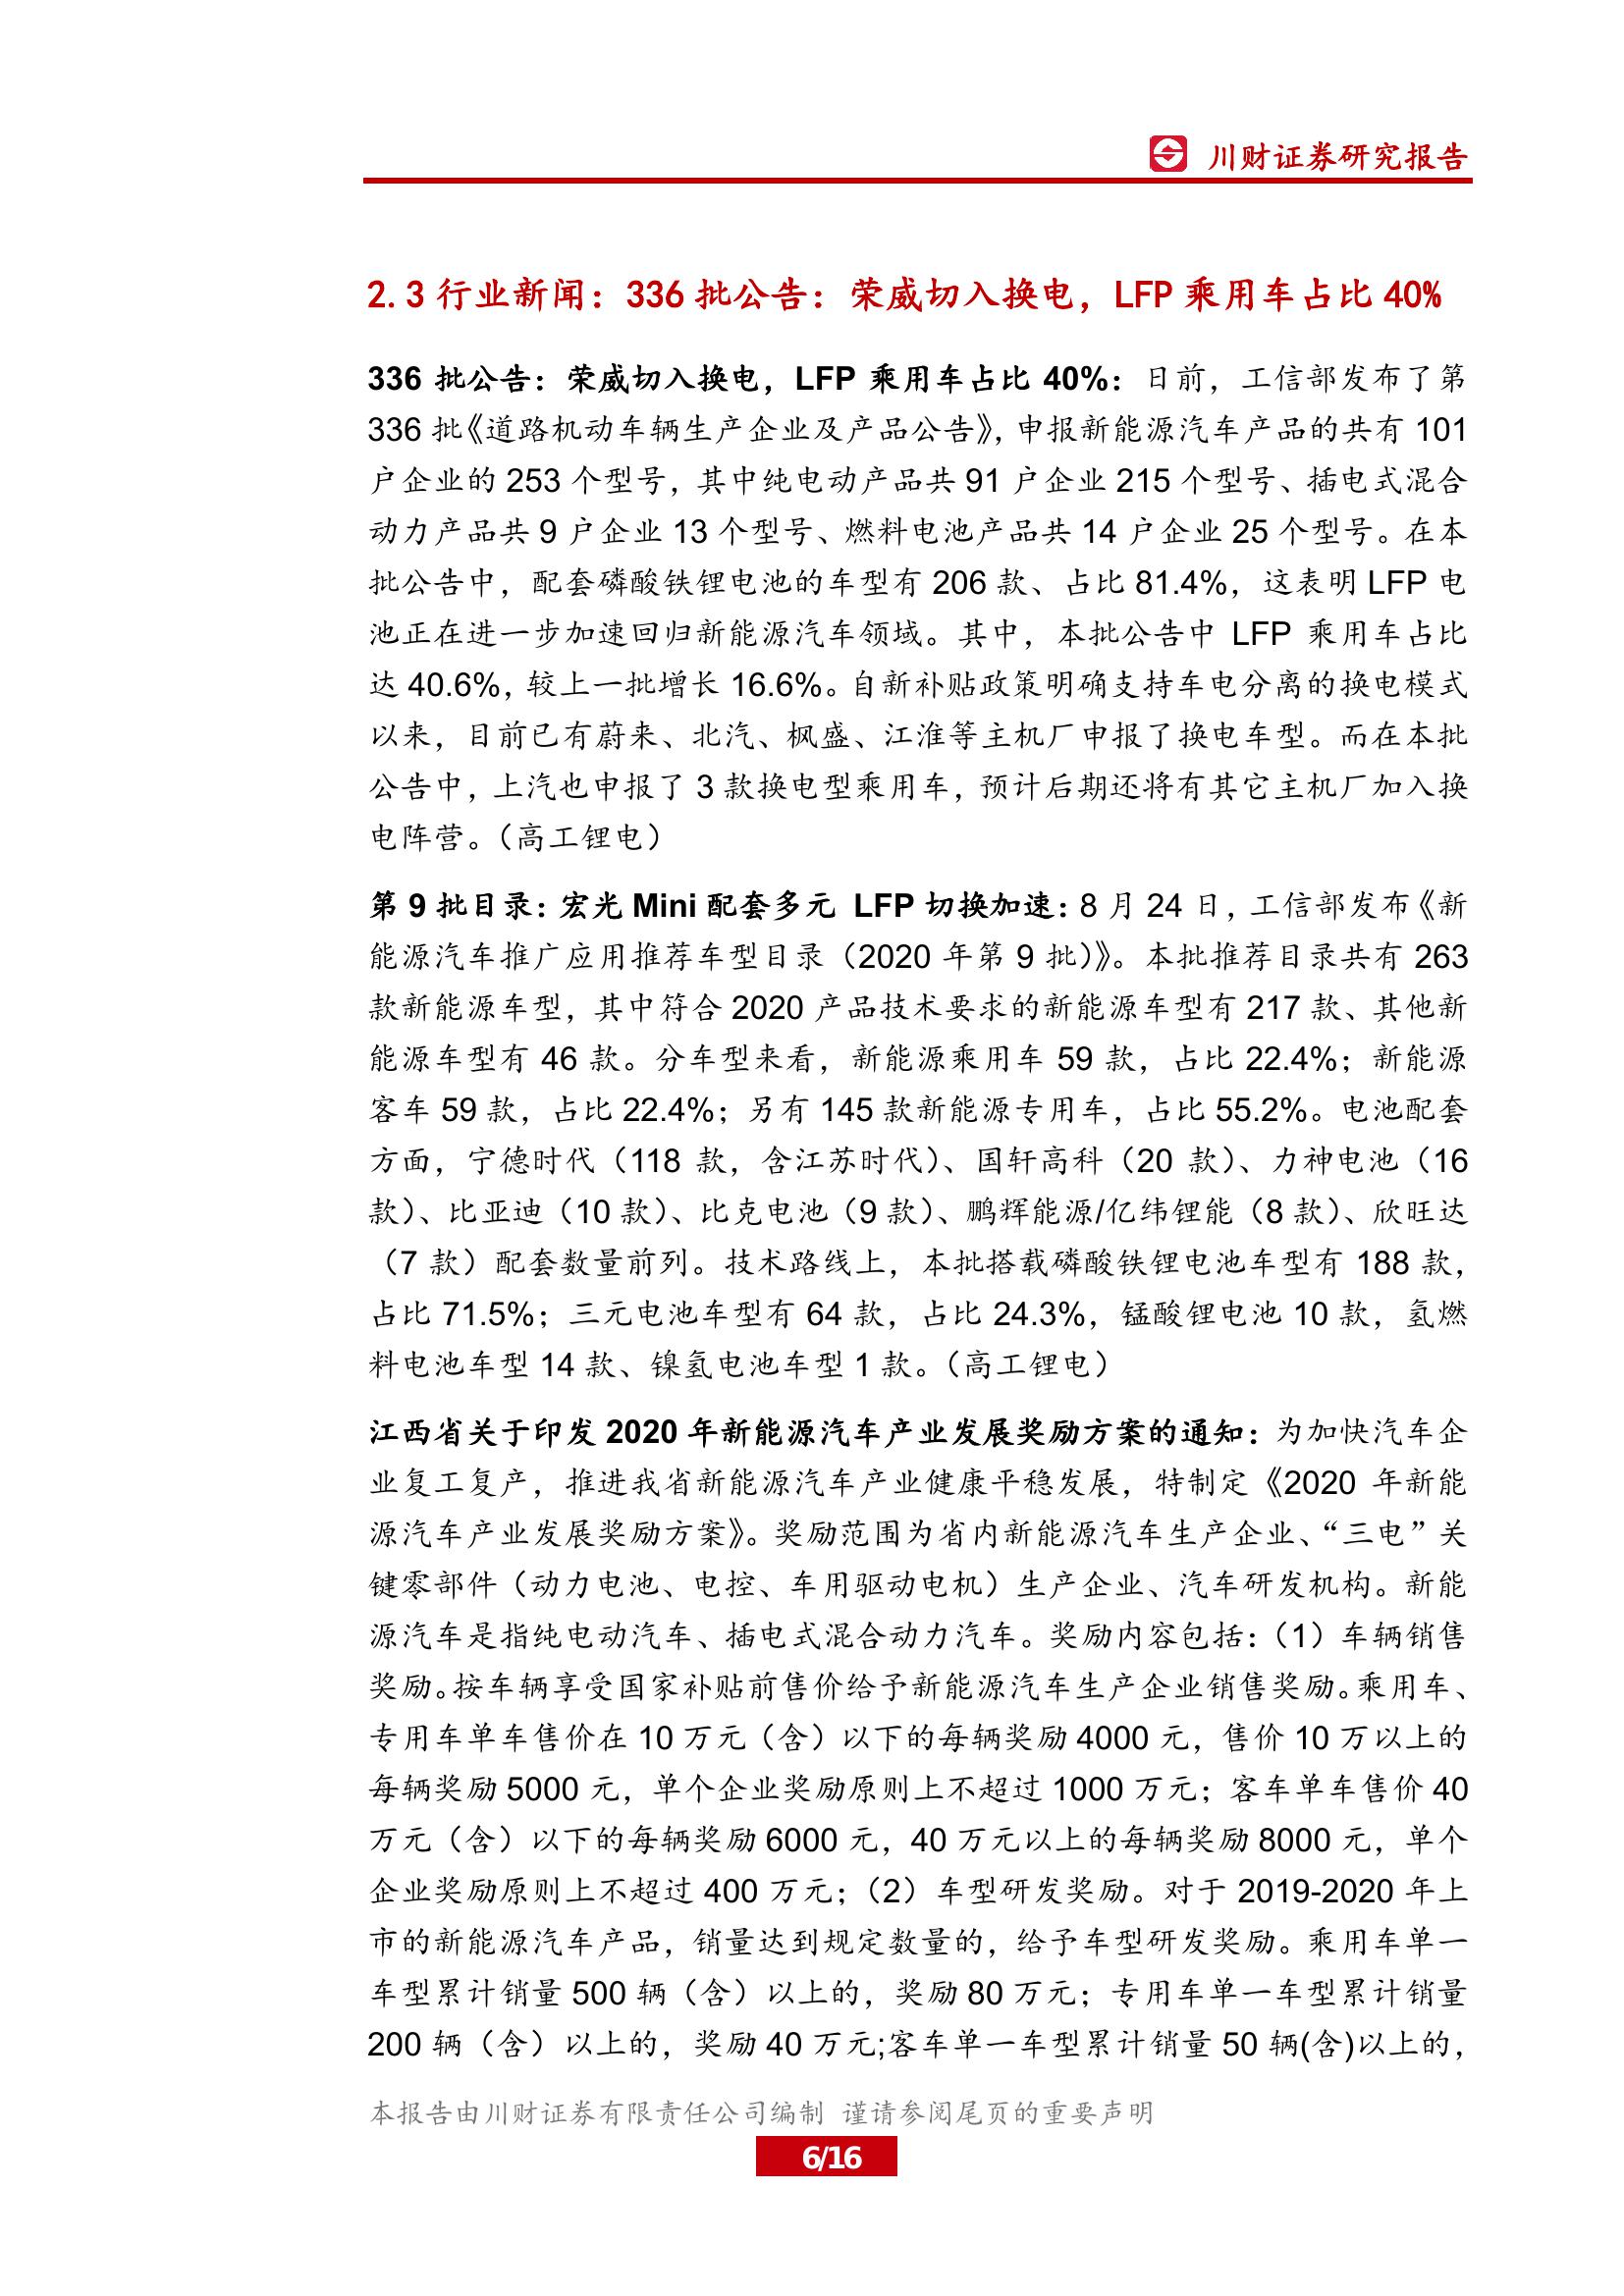 川财证券研究报告
2.3 行业新闻：336 批公告：荣威切入换电，LFP 乘用车占比 40%
336 批公告：荣威切入换电，LFP 乘用车占比 40%：日前，工信部发布了第
336 批《道路机动车辆生产企业及产品公告》，申报新能源汽车产品的共有 101
户企业的 253 个型号，其中纯电动产品共 91 户企业 215 个型号、插电式混合
动力产品共 9 户企业 13 个型号、燃料电池产品共 14 户企业 25 个型号。在本
批公告中，配套磷酸铁锂电池的车型有 206 款、占比 81.4%，这表明 LFP 电
池正在进一步加速回归新能源汽车领域。其中，本批公告中 LFP 乘用车占比
达 40.6%，较上一批增长 16.6%。自新补贴政策明确支持车电分离的换电模式
以来，目前已有蔚来、北汽、枫盛、江淮等主机厂申报了换电车型。而在本批
公告中，上汽也申报了 3 款换电型乘用车，预计后期还将有其它主机厂加入换
电阵营。（高工锂电）
第 9 批目录：宏光 Mini 配套多元 LFP 切换加速：8 月 24 日，工信部发布《新
能源汽车推广应用推荐车型目录（2020 年第 9 批）》。本批推荐目录共有 263
款新能源车型，其中符合 2020 产品技术要求的新能源车型有 217 款、其他新
能源车型有 46 款。分车型来看，新能源乘用车 59 款，占比 22.4%；新能源
客车 59 款，占比 22.4%；另有 145 款新能源专用车，占比 55.2%。电池配套
方面，宁德时代（118 款，含江苏时代）、国轩高科（20 款）、力神电池（16
款）、比亚迪（10 款）、比克电池（9 款）、鹏辉能源/亿纬锂能（8 款）、欣旺达
（7 款）配套数量前列。技术路线上，本批搭载磷酸铁锂电池车型有 188 款，
占比 71.5%；三元电池车型有 64 款，占比 24.3%，锰酸锂电池 10 款，氢燃
料电池车型 14 款、镍氢电池车型 1 款。（高工锂电）
江西省关于印发 2020 年新能源汽车产业发展奖励方案的通知：为加快汽车企
业复工复产，推进我省新能源汽车产业健康平稳发展，特制定《2020 年新能
源汽车产业发展奖励方案》。奖励范围为省内新能源汽车生产企业、“三电”关
键零部件（动力电池、电控、车用驱动电机）生产企业、汽车研发机构。新能
源汽车是指纯电动汽车、插电式混合动力汽车。奖励内容包括：（1）车辆销售
奖励。按车辆享受国家补贴前售价给予新能源汽车生产企业销售奖励。乘用车、
专用车单车售价在 10 万元（含）以下的每辆奖励 4000 元，售价 10 万以上的
每辆奖励 5000 元，单个企业奖励原则上不超过 1000 万元；客车单车售价 40
万元（含）以下的每辆奖励 6000 元，40 万元以上的每辆奖励 8000 元，单个
企业奖励原则上不超过 400 万元；（2）车型研发奖励。对于 2019-2020 年上
市的新能源汽车产品，销量达到规定数量的，给予车型研发奖励。乘用车单一
车型累计销量 500 辆（含）以上的，奖励 80 万元；专用车单一车型累计销量
200 辆（含）以上的，奖励 40 万元;客车单一车型累计销量 50 辆(含)以上的，
本报告由川财证券有限责任公司编制 谨请参阅尾页的重要声明
6/16